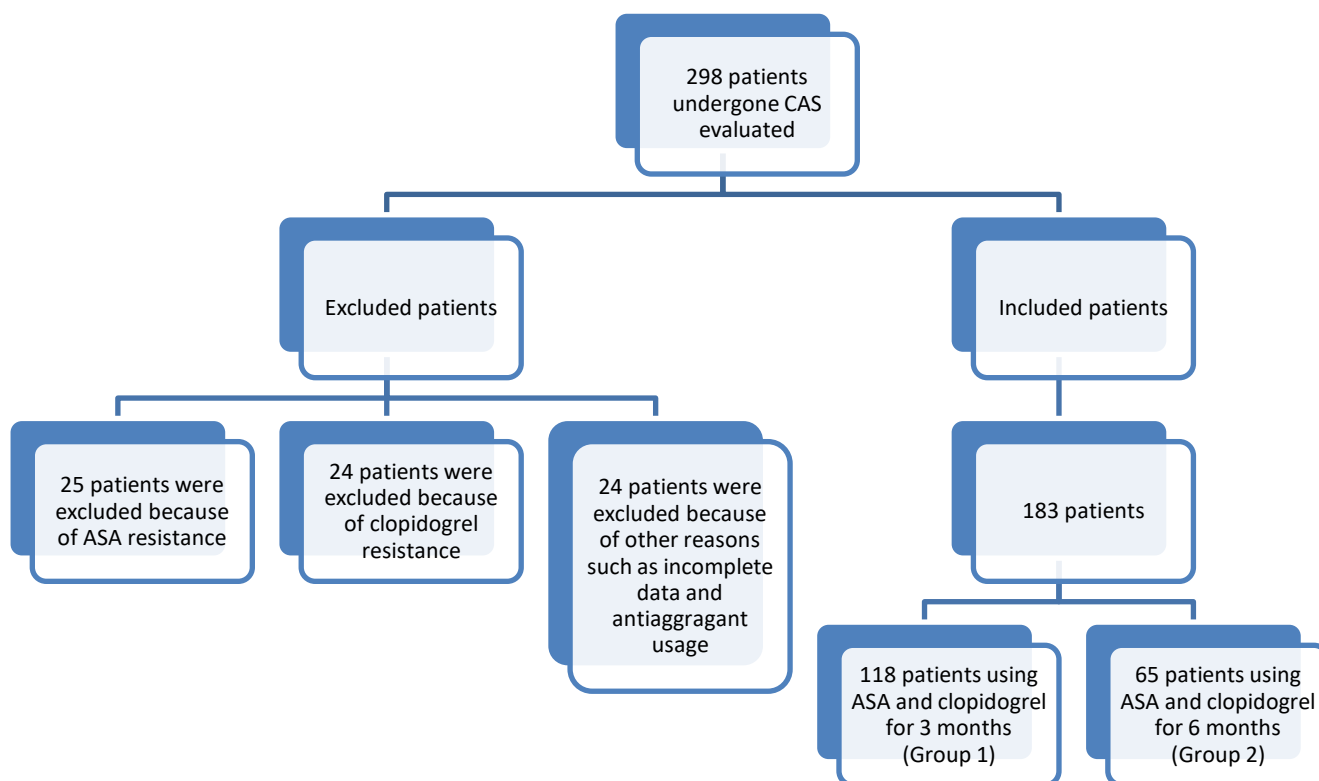 298 patients
undergone CAS
evaluated
Excluded patients
Included patients
25 patients were
excluded because
of ASA resistance
24 patients were
excluded because
of clopidogrel
resistance
24 patients were
excluded because
of other reasons
such as incomplete
data and
antiaggragant
usage
183 patients
118 patients using
ASA and clopidogrel
for 3 months
(Group 1)
65 patients using
ASA and clopidogrel
for 6 months
(Group 2)